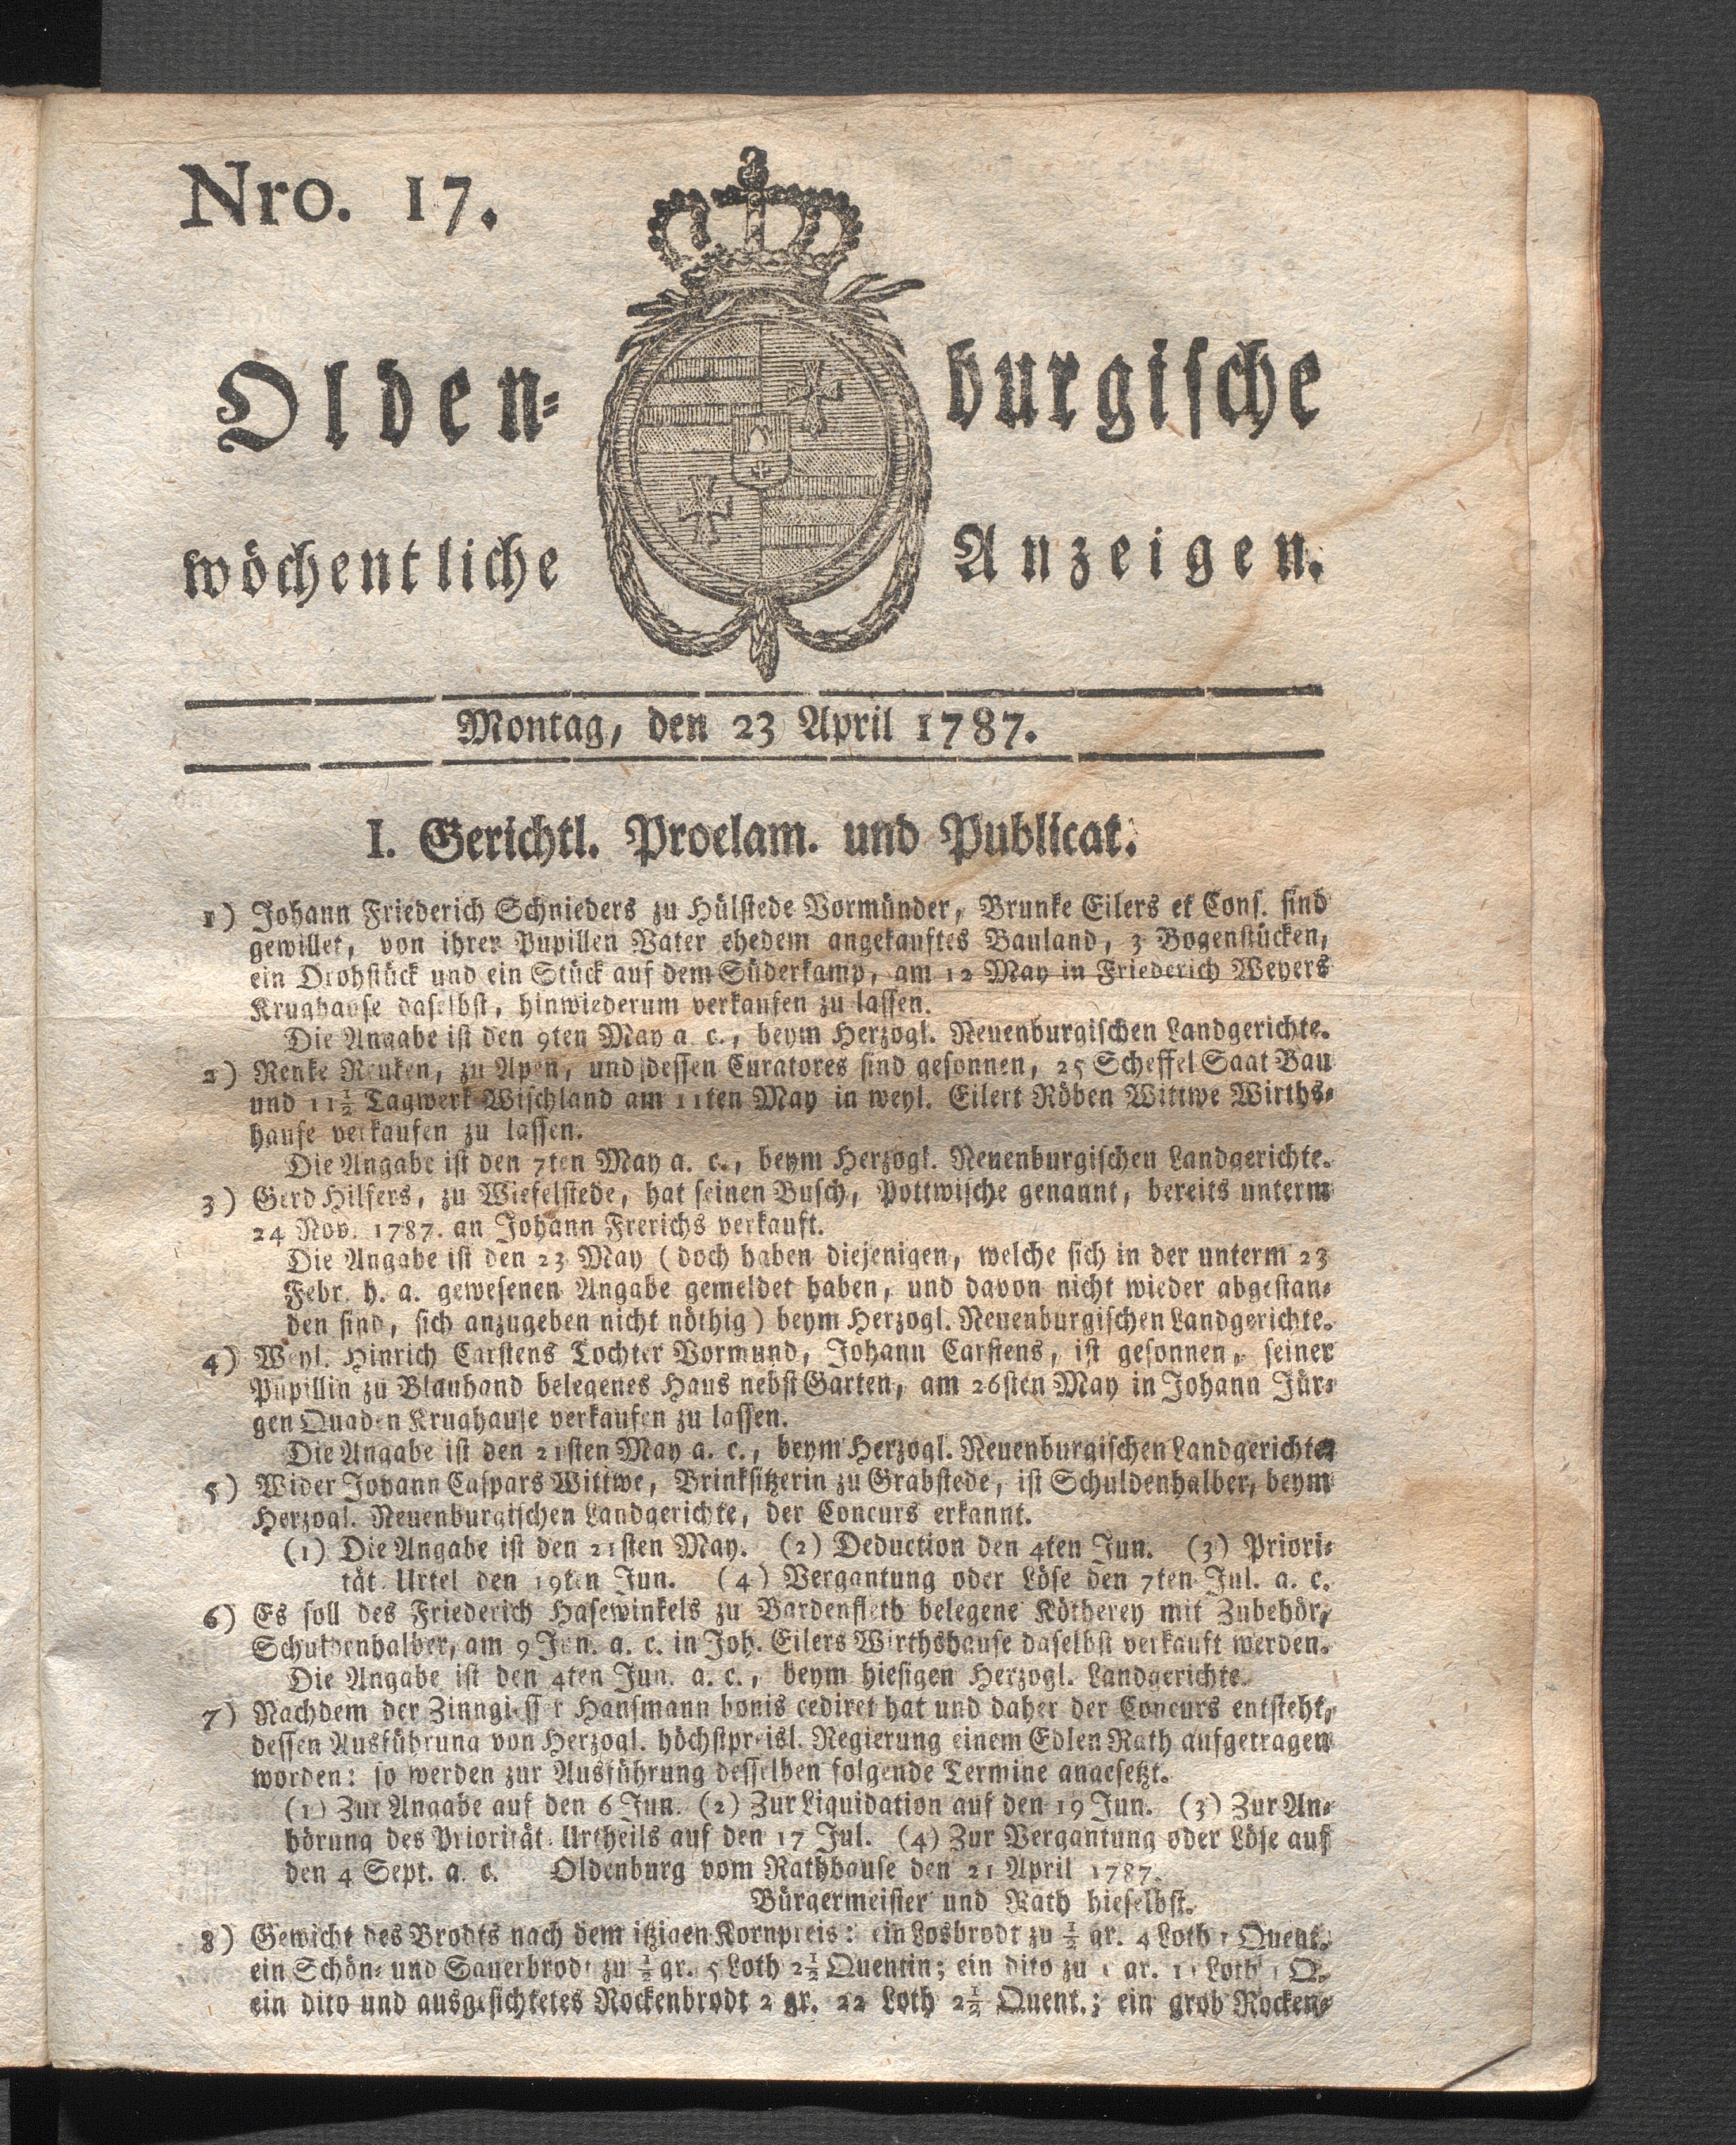 Nro. 17.
Olden= burgische
wöchentliche Anzeigen.
Montag, den 23 April 1787.
I. Gerichtl. Proelam. und Publicat.
1) Johann Friederich Schnieders zu Hülstede Vormünder, Brunke Eilers et Cons. sind
gewillet, von ihrer Pupillen Vater ehedem angekauftes Bauland, 3 Bogenstücken,
ein Drohstück und ein Stück auf dem Süderkamp, am 12 May in Friederich Weyers
Krughause daselbst, hinwiederum verkaufen zu lassen.
Die Angabe ist den 9ten May a. c., beym Herzogl. Neuenburgischen Landgerichte.
2) Renke Reuken, zu Apen, und dessen Curatores sind gesonnen, 25 Scheffel Saat Bau
und 11½ Tagwerk Wischland am 11ten May in weyl. Eilert Röben Wittwe Wirths=
hause verkaufen zu lassen.
Die Angabe ist den 7ten May a. c., beym Herzogl. Neuenburgischen Landgerichte.
3) Gerd Hilfers, zu Wiefelstede, hat seinen Busch, Pottwische genannt, bereits unterm
24 Nov. 1787. an Johann Frerichs verkauft.
Die Angabe ist den 23 May (doch haben diejenigen, welche sich in der unterm 23
Febr. h. a. gewesenen Angabe gemeldet haben, und davon nicht wieder abgestan=
den sind, sich anzugeben nicht nöthig) beym Herzogl. Neuenburgischen Landgerichte.
4) Weyl. Hinrich Carstens Tochter Vormund, Johann Carstens, ist gesonnen, seiner
Pupillin zu Blauhand belegenes Haus nebst Garten, am 26sten May in Johann Jür=
gen Quaden Krughause verkaufen zu lassen.
Die Angabe ist den 21sten May a. c., beym Herzogl. Neuenburgischen Landgerichte.
5) Wider Johann Caspars Wittwe, Brinksitzerin zu Grabstede, ist Schuldenhalber, beym
Herzogl. Neuenburgischen Landgerichte, der Concurs erkannt.
(1) Die Angabe ist den 21sten May. (2) Deduction den 4ten Jun. (3) Priori=
tät Urtel den 19ten Jun. (4) Vergantung oder Löse den 7ten Jul. a. c.
6) Es soll des Friederich Hasewinkels zu Bardenfleth belegene Kötherey mit Zubehör,
Schuldenhalber, am 9 Jun. a. c. in Joh. Eilers Wirthshause daselbst verkauft werden.
Die Angabe ist den 4ten Jun. a. c., beym hiesigen Herzogl. Landgerichte.
7) Nachdem der Zinngiesser Hansmann bonis cediret hat und daher der Concurs entsteht,
dessen Ausführung von Herzogl. höchstpreisl. Regierung einem Edlen Rath aufgetragen
worden: so werden zur Ausführung desselben folgende Termine angesetzt.
(1) Zur Angabe auf den 6 Jun. (2) Zur Liquidation auf den 19 Jun. (3) Zur An=
hörung des Priorität=Urtheils auf den 17 Jul. (4) Zur Vergantung oder Löse auf
den 4 Sept. a. c. Oldenburg vom Rathhause den 21 April 1787.
Bürgermeister und Rath hieselbst.
8) Gewicht des Brodts nach dem itzigen Kornpreis: ein Losbrodt zu ½ gr. 4 Loth 1 Quent.
ein Schön= und Sauerbrodt zu ½ gr. 5 Loth 2½ Quentin; ein dito zu 1 gr. 11 Loth 1 Q.
ein dito und ausgesichtetes Rockenbrodt 2 gr. 22 Loth 2½ Quent.; ein grob Rocken=